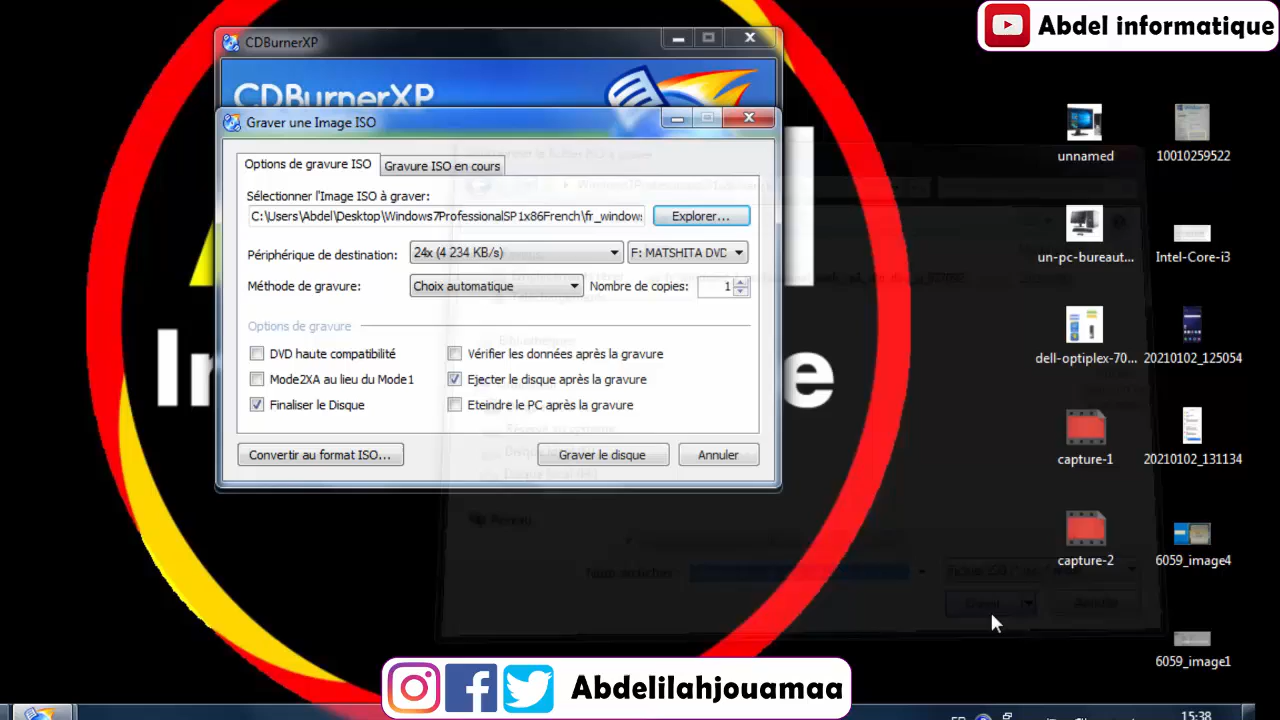 Abdel informatique
CDBurnerXP
CDBurnerXP
Graver une Image ISO
Options de gravure ISO
Gravure ISO en cours
Sélectionner l'Image ISO à graver:
C:\Users\Abdel\Desktop\Windows7ProfessionalSP1x86French\fr_window
Explorer...
Périphérique de destination:
24x (4 234 KB/s)
F: MATSHITA DVD
Méthode de gravure:
Choix automatique
Nombre de copies:
1
Options de gravure
DVD haute compatibilité
Vérifier les données après la gravure
Mode2XA au lieu du Mode1
Ejecter le disque après la gravure
Finaliser le Disque
Eteindre le PC après la gravure
Convertir au format ISO...
Graver le disque
Annuler
unnamed
10010259522
un-pc-bureaut...
Intel-Core-i3
dell-optiplex-70...
20210102_125054
capture-1
20210102_131134
capture-2
6059_image4
6059_image1
Abdelilahjouamaa
15:38